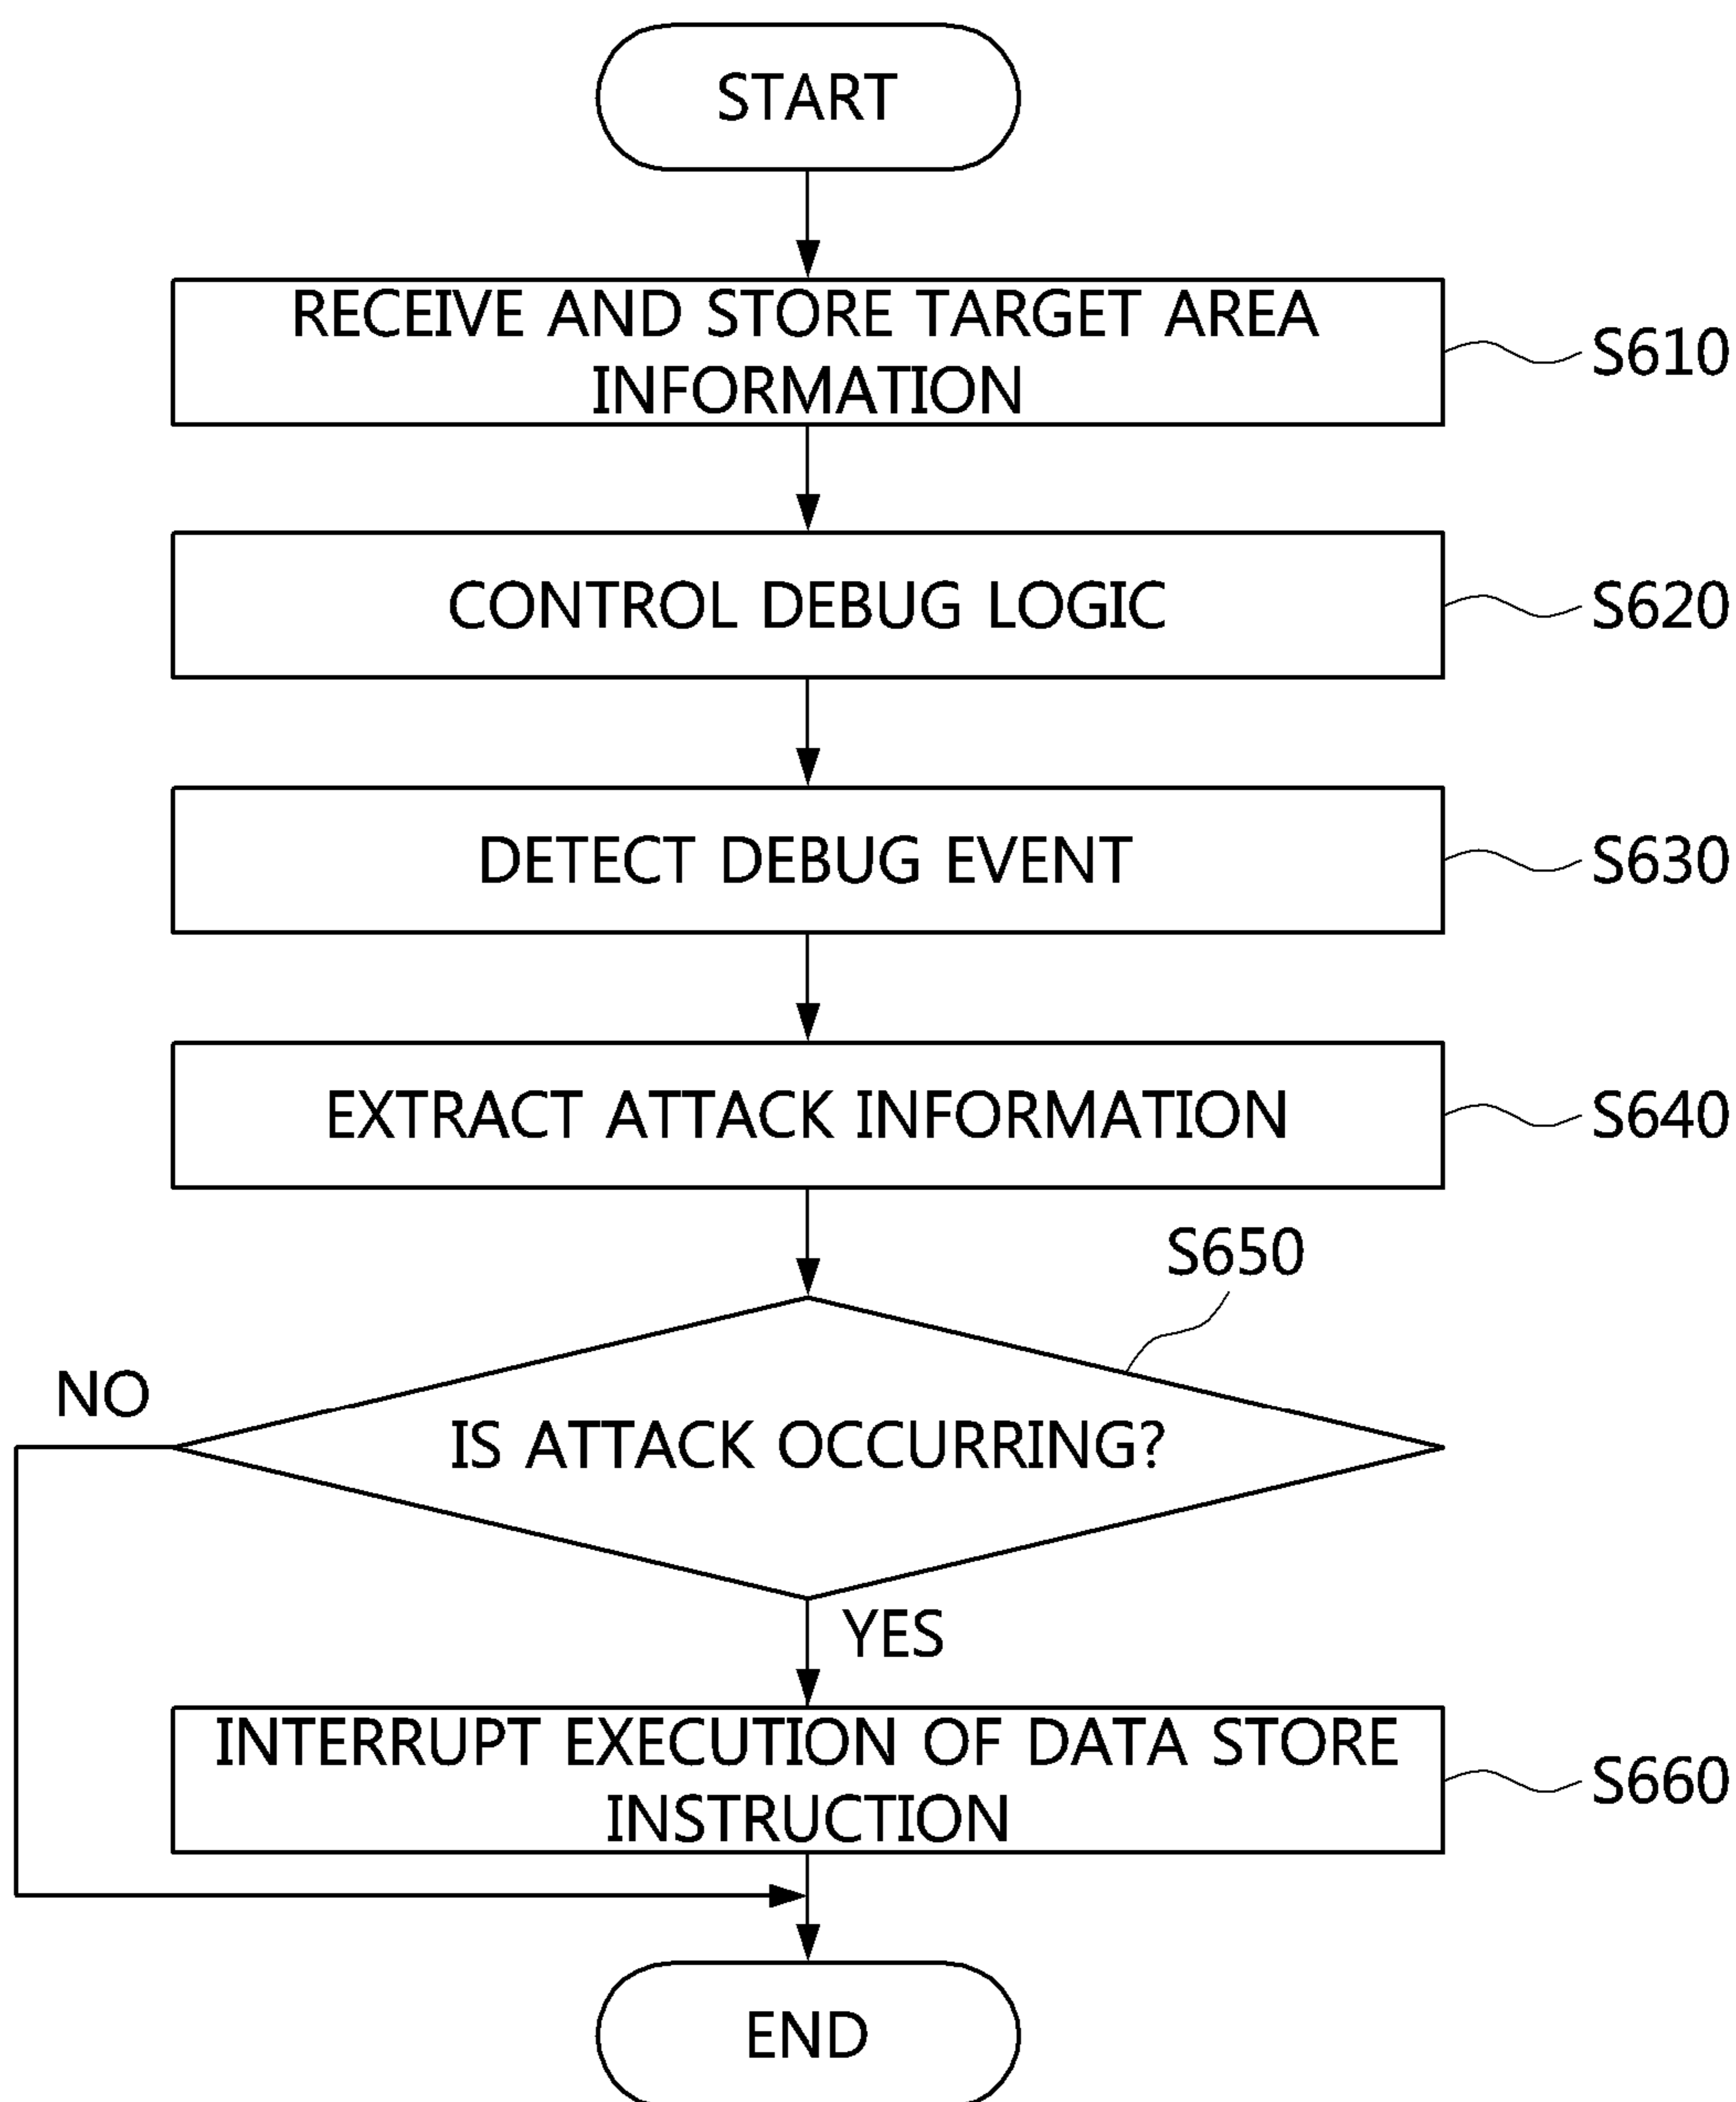 START
RECEIVE AND STORE TARGET AREA
INFORMATION
S610
CONTROL DEBUG LOGIC
S620
DETECT DEBUG EVENT
S630
EXTRACT ATTACK INFORMATION
S640
S650
NO
IS ATTACK OCCURRING?
YES
INTERRUPT EXECUTION OF DATA STORE
INSTRUCTION
S660
END